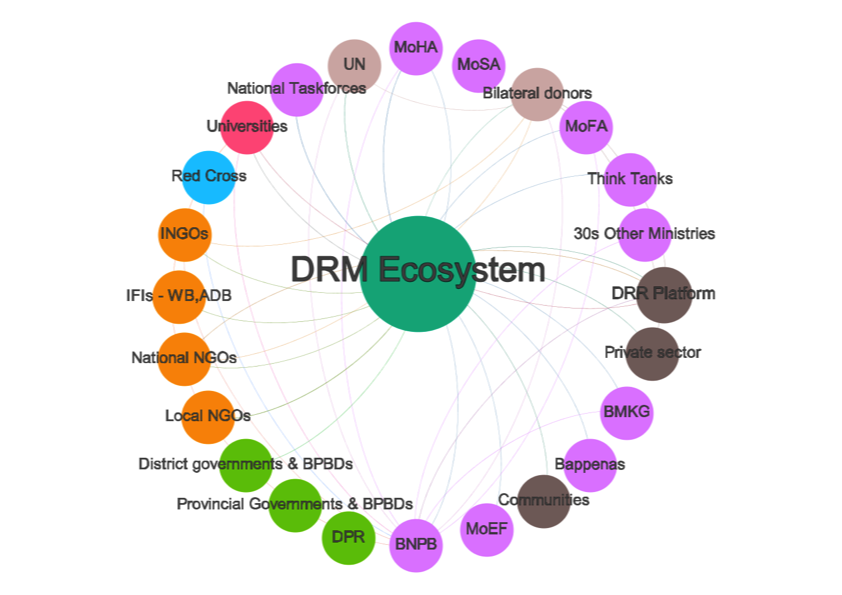 MoHA
UN
MoSA
National Taskforces
Bilateral donors
Universities
MoFA
Red Cross
Think Tanks
INGOs
30s Other Ministries
DRM Ecosystem
IFIs - WB,ADB
DRR Platform
National NGOs
Private sector
Local NGOs
BMKG
District governments & BPBDs
Bappenas
Provincial Governments & BPBDs
Communities
DPR
BNPB
MoEF